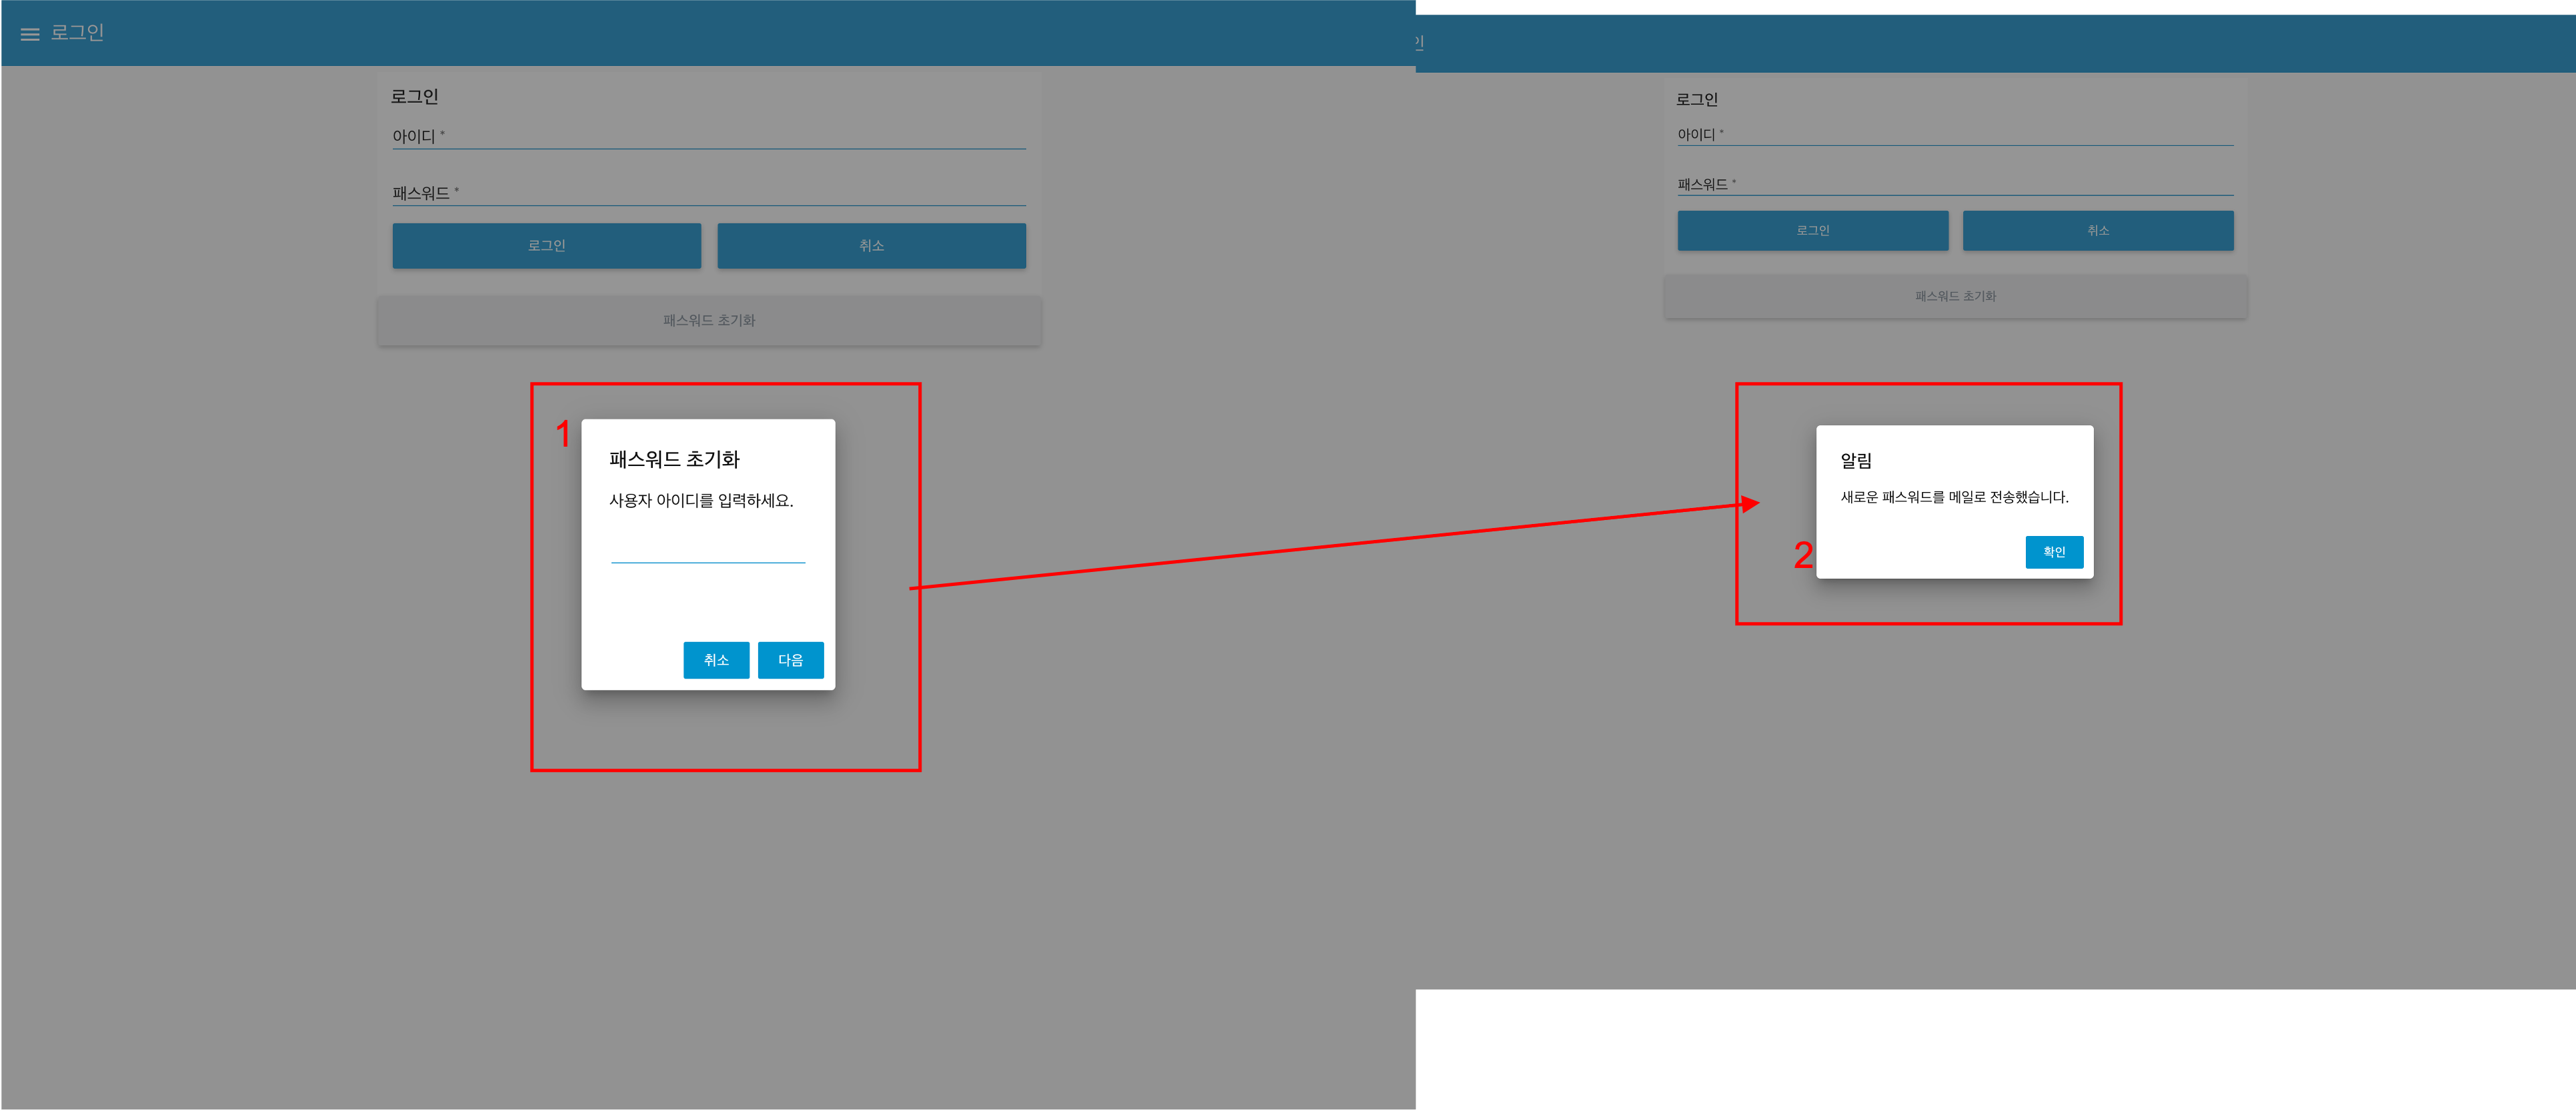 로그인
로그인
아이디 *
패스워드 *
로그인 취소
패스워드 초기화
1
패스워드 초기화
사용자 아이디를 입력하세요.
취소 다음
인
로그인
아이디 *
패스워드 *
로그인 취소
패스워드 초기화
알림
새로운 패스워드를 메일로 전송했습니다.
2
확인